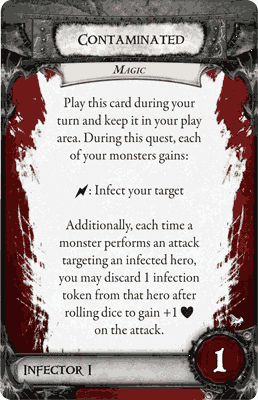 Contaminated
Magic
Play this card during your
turn and keep it in your play
area. During this quest, each
of your monsters gains:
: Infect your target
Additionally, each time a
monster performs an attack
targeting an infected hero,
you may discard 1 infection
token from that hero after
rolling dice to gain +1
on the attack.
Infector I
1